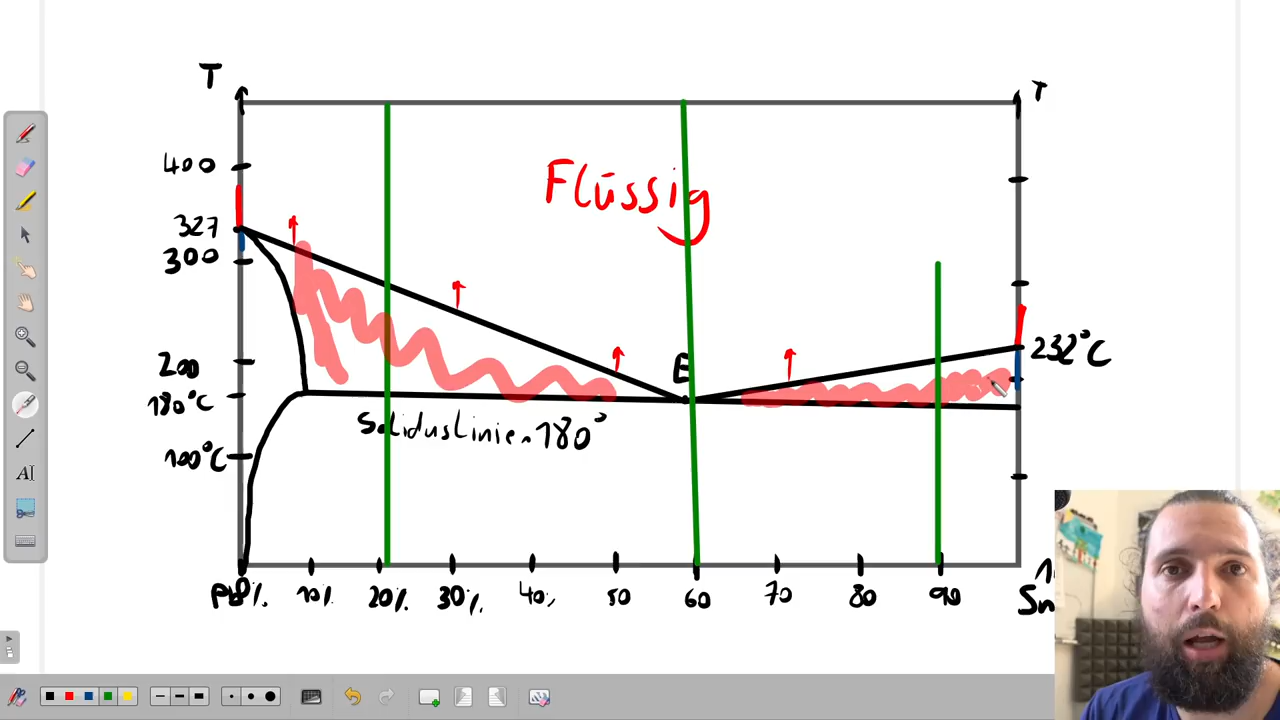 T
T
400
Flüssig
327
300
232°C
200
E
180°C
Soliduslinie 180°
100°C
Pb 0%. 10%. 20%. 30%. 40% 50 60 70 80 90
Sn
AI